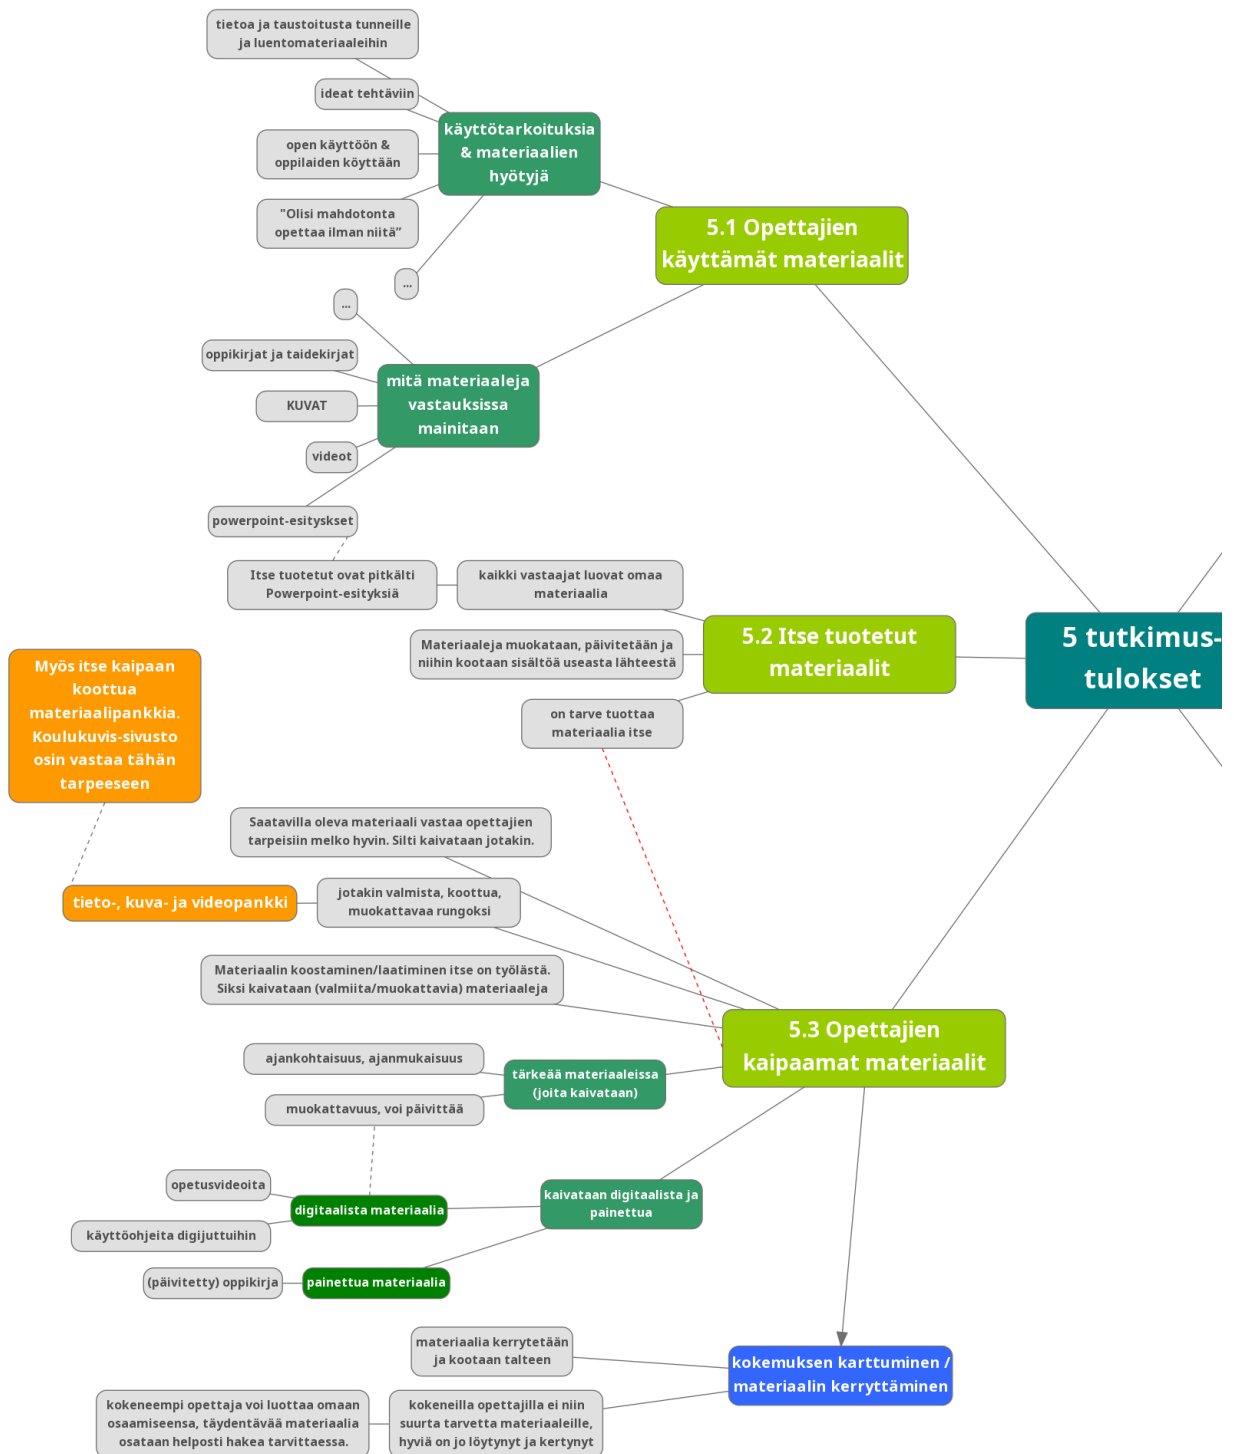 tietoa ja taustoitusta tunneille
ja luentomateriaaleihin
ideat tehtäviin
open käyttöön &
oppilaiden köyttään
"Olisi mahdotonta
opettaa ilman niitä”
...
käyttötarkoituksia
& materiaalien
hyötyjä
5.1 Opettajien
käyttämät materiaalit
...
oppikirjat ja taidekirjat
KUVAT
videot
powerpoint-esityskset
mitä materiaaleja
vastauksissa
mainitaan
Itse tuotetut ovat pitkälti
Powerpoint-esityksiä
kaikki vastaajat luovat omaa
materiaalia
Materiaaleja muokataan, päivitetään ja
niihin kootaan sisältöä useasta lähteestä
on tarve tuottaa
materiaalia itse
5.2 Itse tuotetut
materiaalit
5 tutkimus-
tulokset
Myös itse kaipaan
koottua
materiaalipankkia.
Koulukuvis-sivusto
osin vastaa tähän
tarpeeseen
Saatavilla oleva materiaali vastaa opettajien
tarpeisiin melko hyvin. Silti kaivataan jotakin.
tieto-, kuva- ja videopankki
jotakin valmista, koottua,
muokattavaa rungoksi
Materiaalin koostaminen/laatiminen itse on työlästä.
Siksi kaivataan (valmiita/muokattavia) materiaaleja
5.3 Opettajien
kaipaamat materiaalit
ajankohtaisuus, ajanmukaisuus
muokattavuus, voi päivittää
tärkeää materiaaleissa
(joita kaivataan)
opetusvideoita
käyttöohjeita digijuttuihin
digitaalista materiaalia
kaivataan digitaalista ja
painettua
(päivitetty) oppikirja
painettua materiaalia
materiaalia kerrytetään
ja kootaan talteen
kokemuksen karttuminen /
materiaalin kerryttäminen
kokeneempi opettaja voi luottaa omaan
osaamiseensa, täydentävää materiaalia
osataan helposti hakea tarvittaessa.
kokeneilla opettajilla ei niin
suurta tarvetta materiaaleille,
hyviä on jo löytynyt ja kertynyt